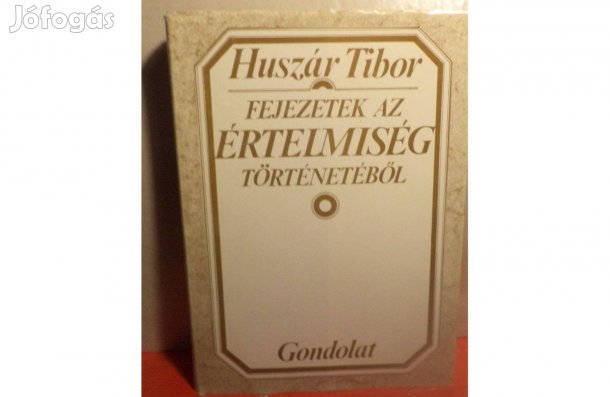 Jófogás
Huszár Tibor
FEJEZETEK AZ
ÉRTELMISÉG
TÖRTÉNETÉBŐL
Gondolat